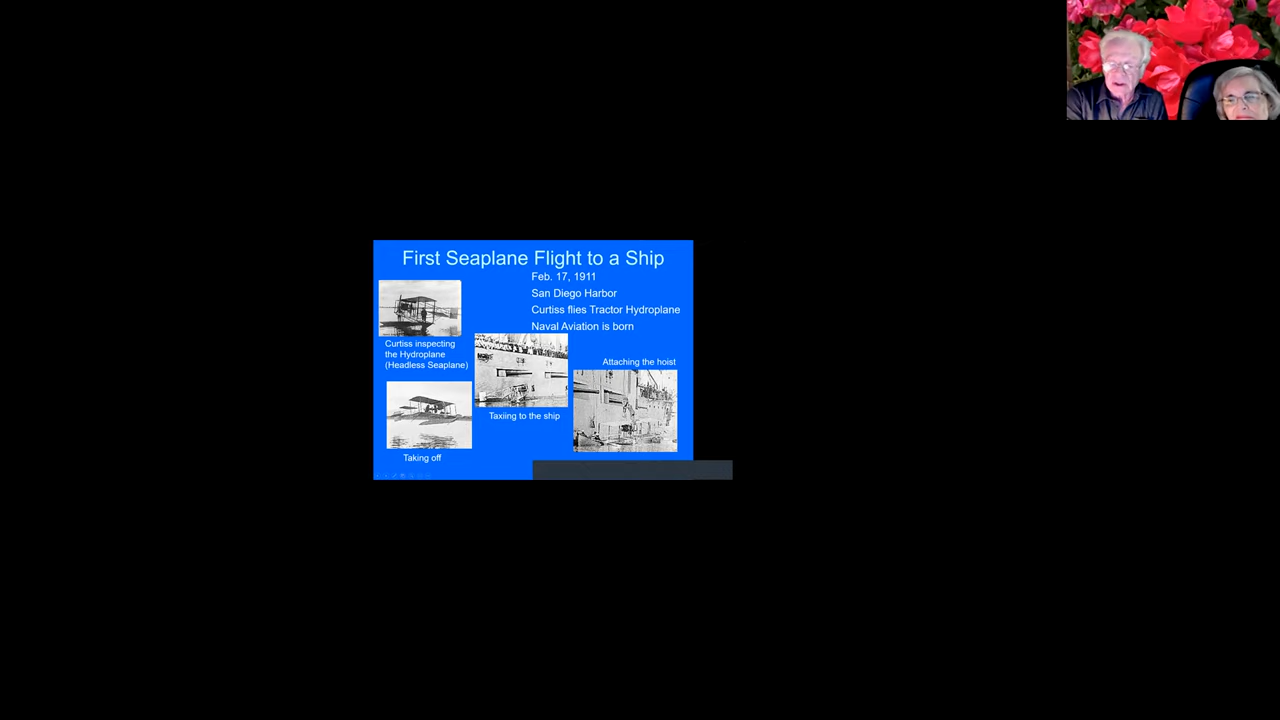 First Seaplane Flight to a Ship
Feb. 17, 1911
San Diego Harbor
Curtiss flies Tractor Hydroplane
Naval Aviation is born
Curtiss inspecting
the Hydroplane
(Headless Seaplane)
Attaching the hoist
Taxiing to the ship
Taking off